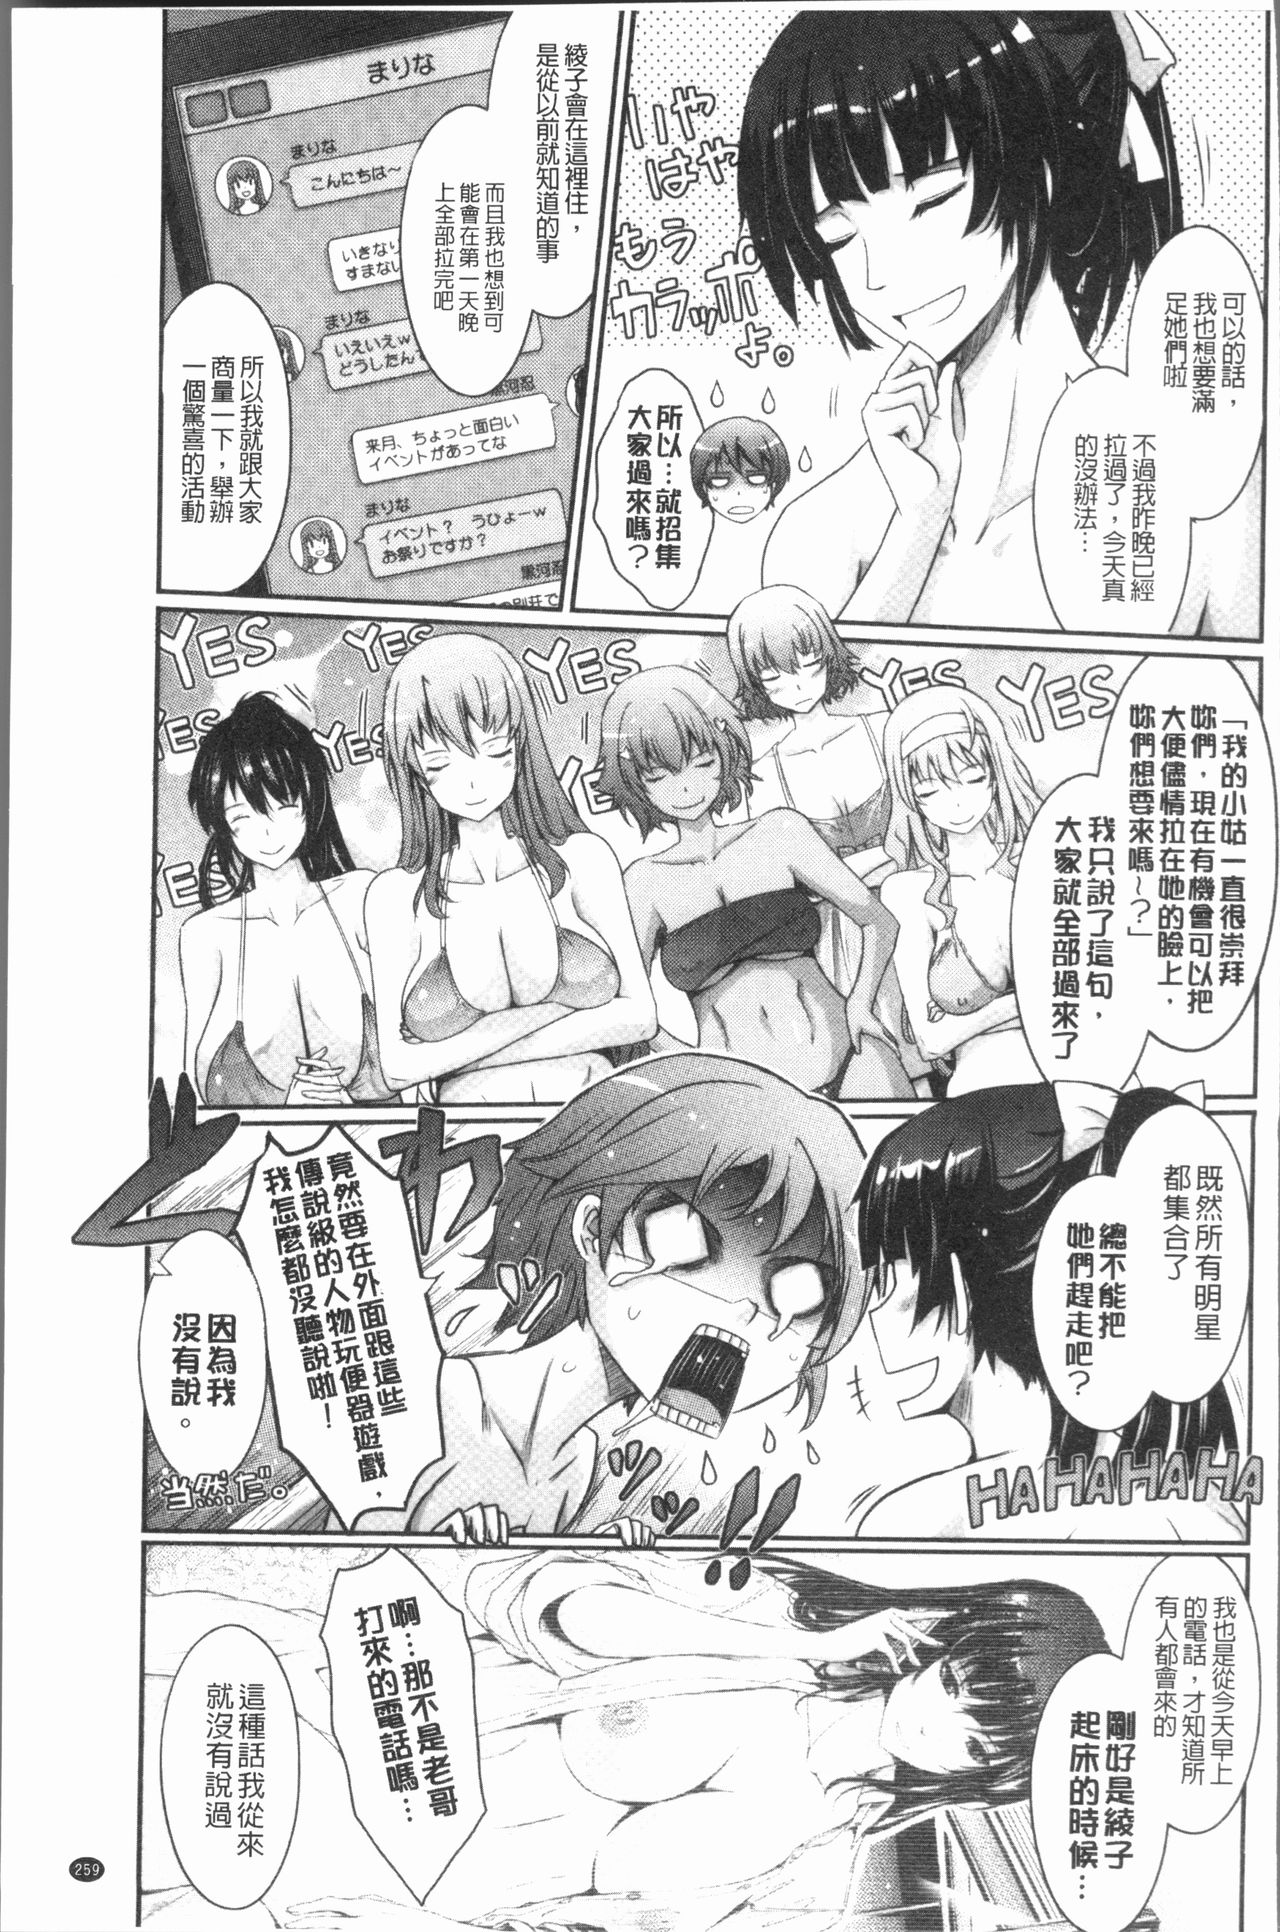 可以的話，
我也想要滿
足她們啦
不過我昨晚已經
拉過了，今天真
的沒辦法…
いや
はや
もう
カラッポ
よ。
所以…就招集
大家過來嗎？
綾子會在這裡住，
是從以前就知道的事
而且我也想到可
能會在第一天晚
上全部拉完吧
所以我就跟大家
商量一下，舉辦
一個驚喜的活動
まりな
まりな
こんにちは～
いきなり
すまない
まりな
いえいえｗ
どうしたんす
黒河忍
来月、ちょっと面白い
イベントがあってな
まりな
イベント？　うひょーｗ
お祭りですか？
黒河忍
の別荘で
「我的小姑一直很崇拜
妳們，現在有機會可以把
大便儘情拉在她的臉上，
妳們想要來嗎~？」
我只說了這句，
大家就全部過來了
YES
YES
YES
YES
YES
YES
YES
YES
YES
YES
既然所有明星
都集合了
總不能把
她們趕走吧？
HAHAHAHA
竟然要在外面跟這些
傳說級的人物玩便器遊戲，
我怎麼都沒聽說啦！
因為我
沒有說。
当然だ。
我也是從今天早上
的電話，才知道所
有人都會來的
剛好是綾子
起床的時候…
啊…那不是老哥
打來的電話嗎…
這種話我從來
就沒有說過
259